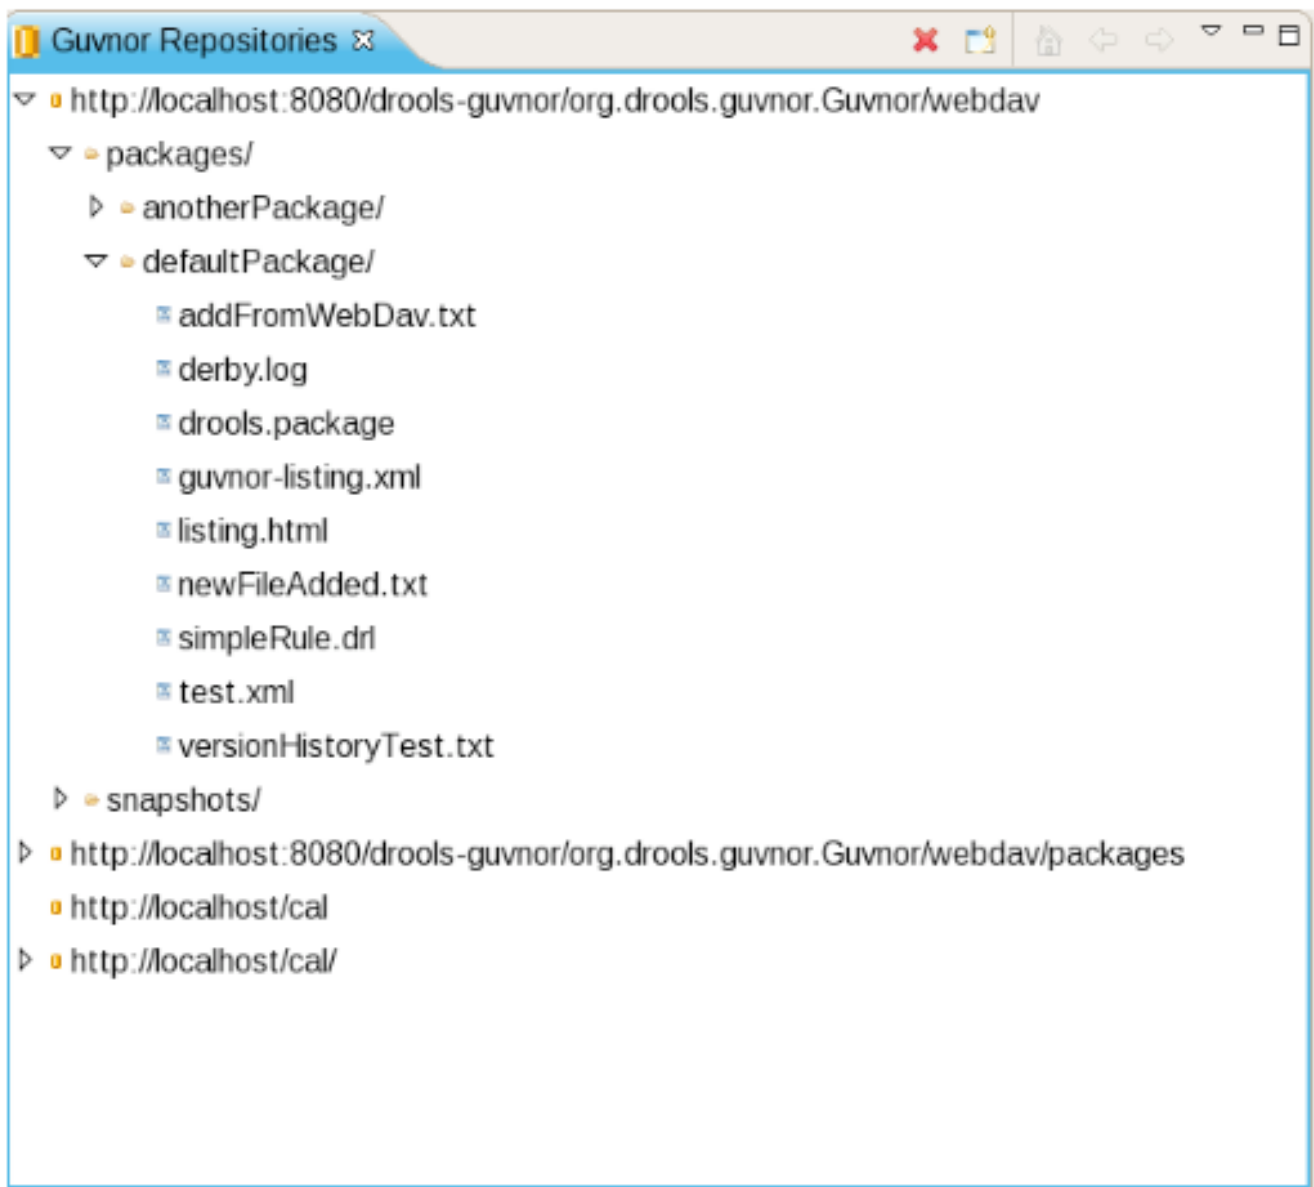 Guvnor Repositories
http://localhost:8080/drools-guvnor/org.drools.guvnor.Guvnor/webdav
packages/
anotherPackage/
defaultPackage/
addFromWebDav.txt
derby.log
drools.package
guvnor-listing.xml
listing.html
newFileAdded.txt
simpleRule.drl
test.xml
versionHistoryTest.txt
snapshots/
http://localhost:8080/drools-guvnor/org.drools.guvnor.Guvnor/webdav/packages
http://localhost/cal
http://localhost/cal/